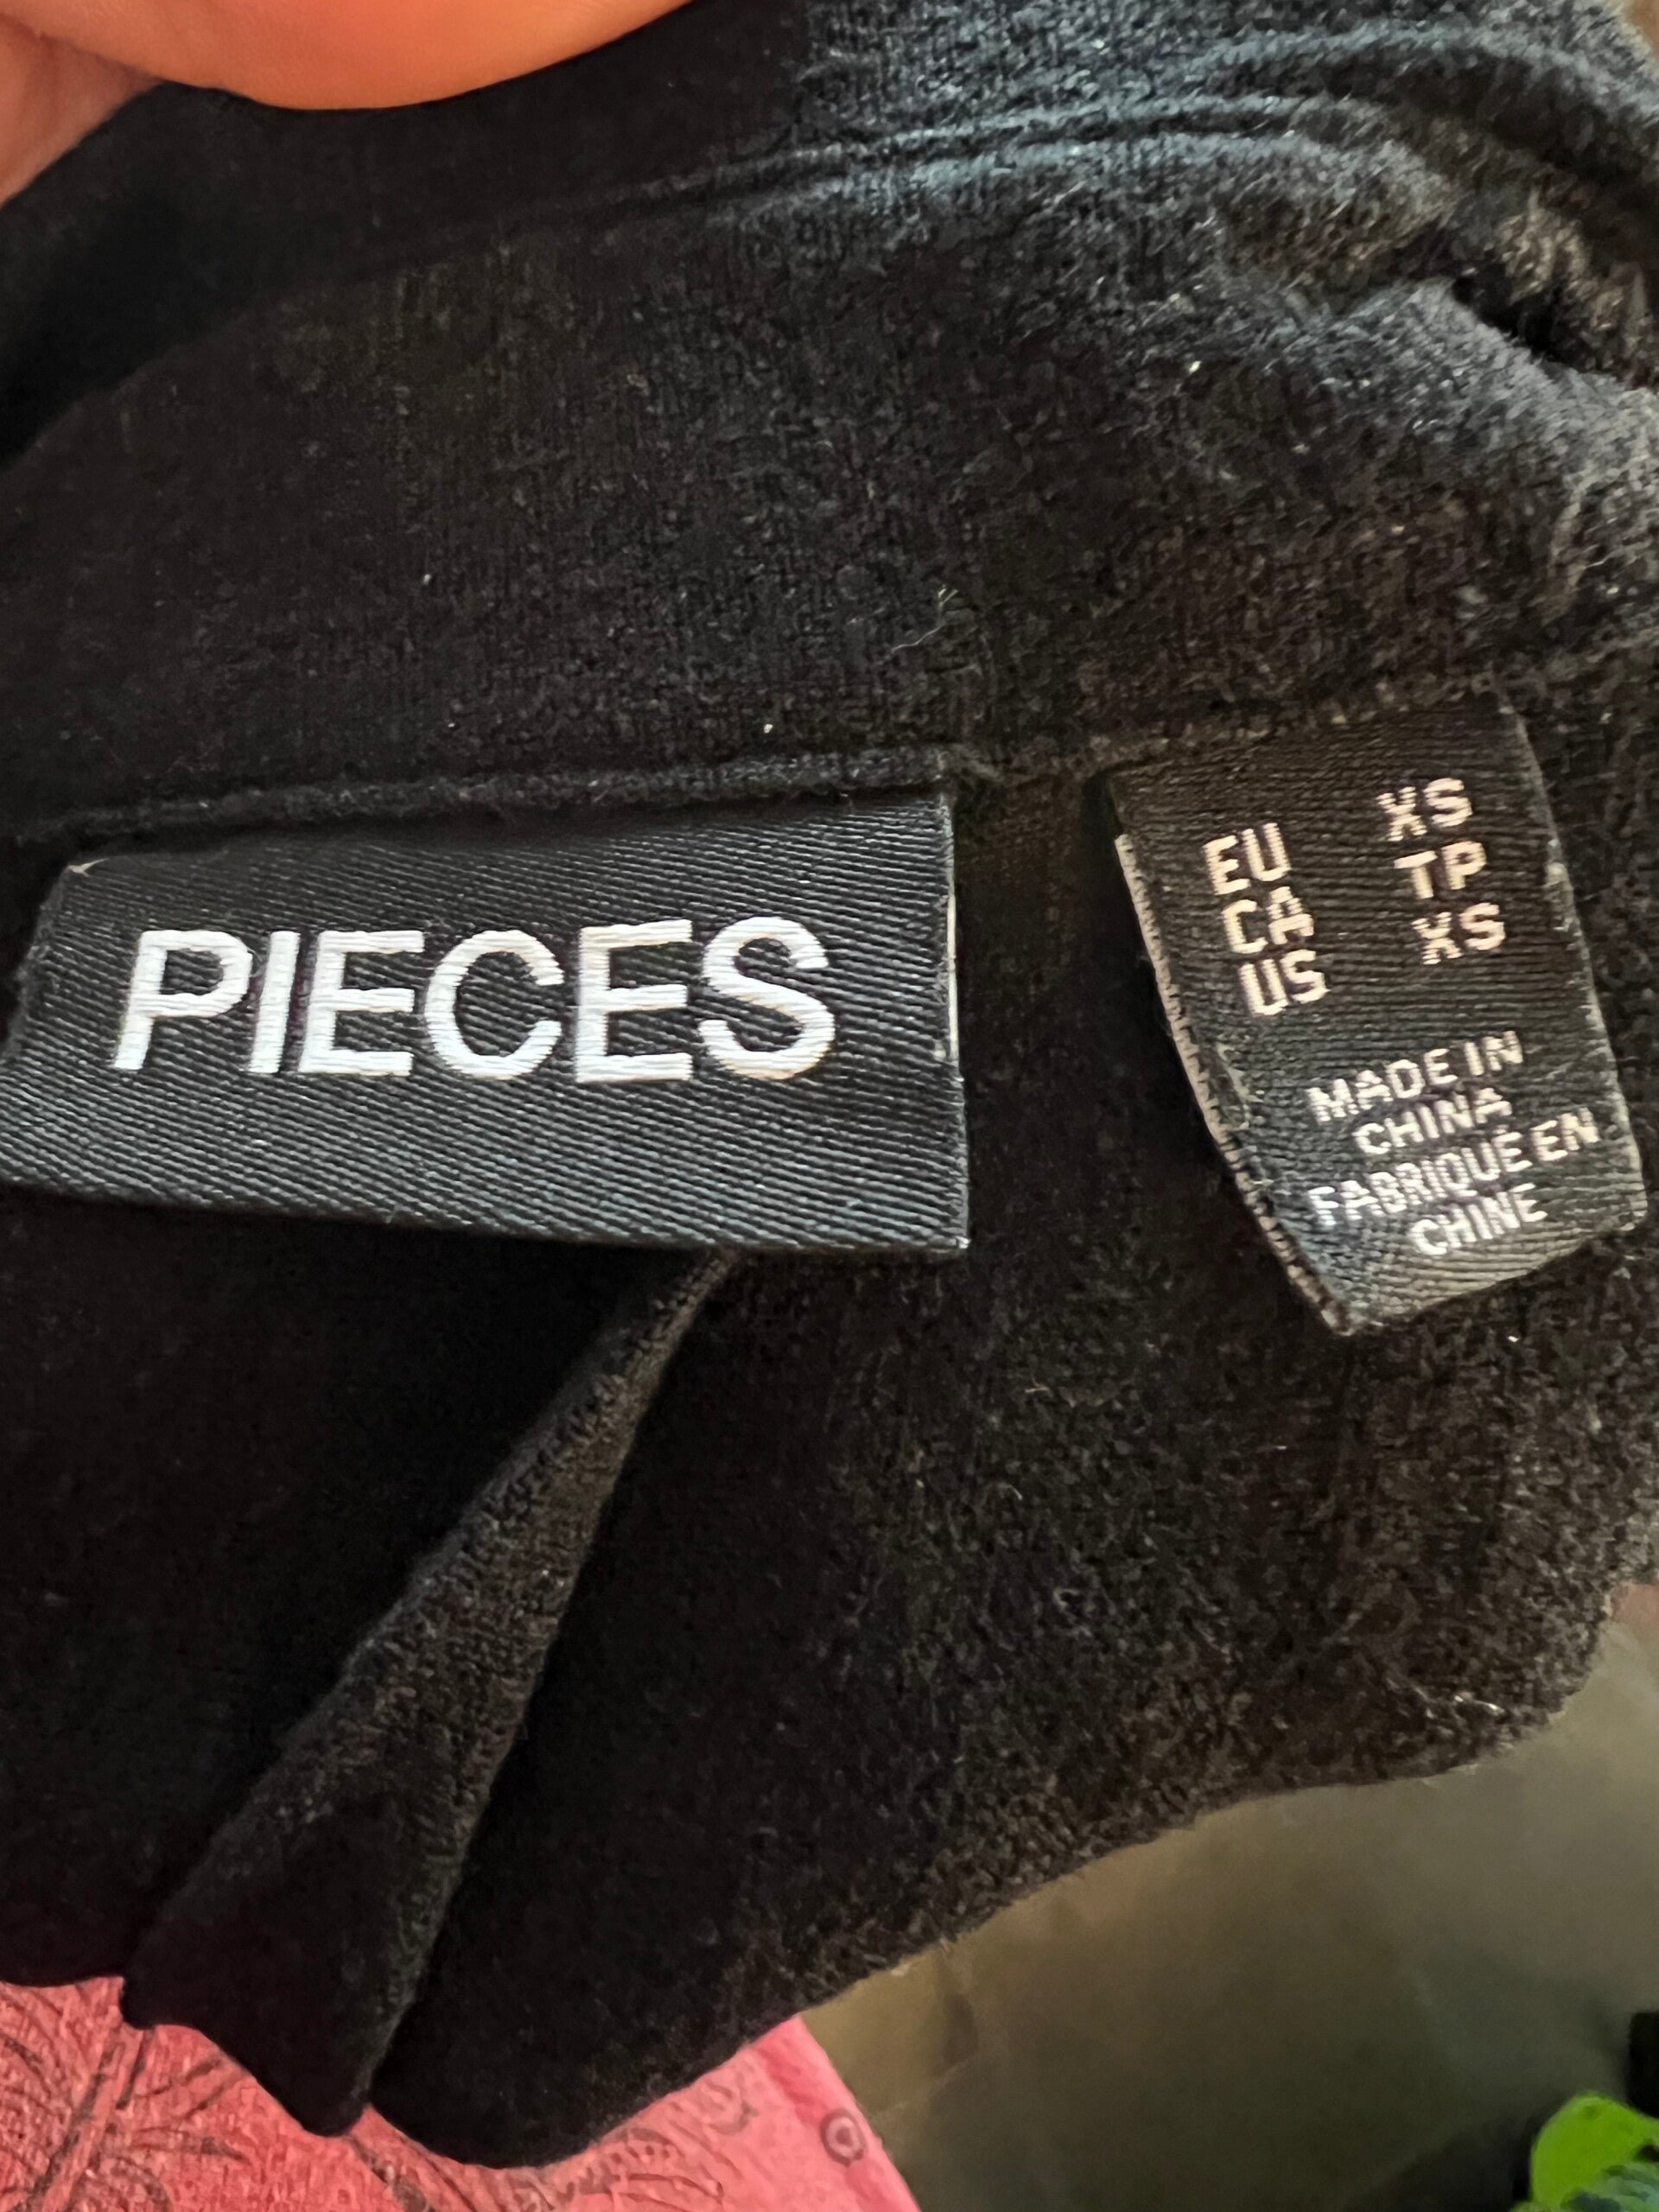 PIECES
EU XS
CA TP
US XS
MADE IN
CHINA
FABRIQUÉ EN
CHINE